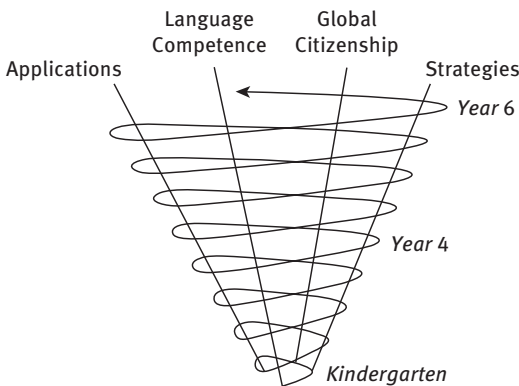 Language
Competence
Global
Citizenship
Applications
Strategies
Year 6
Year 4
Kindergarten